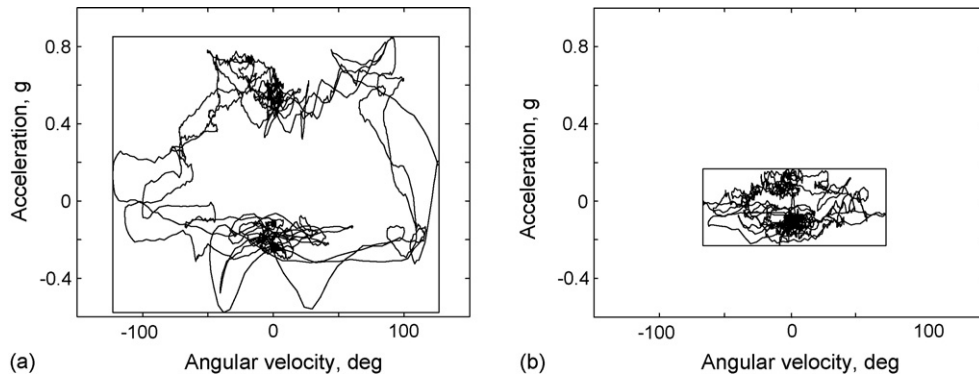 0.8
0.4
0
-0.4
Acceleration, g
-100
0
100
Angular velocity, deg
(a)
0.8
0.4
0
-0.4
Acceleration, g
-100
0
100
Angular velocity, deg
(b)